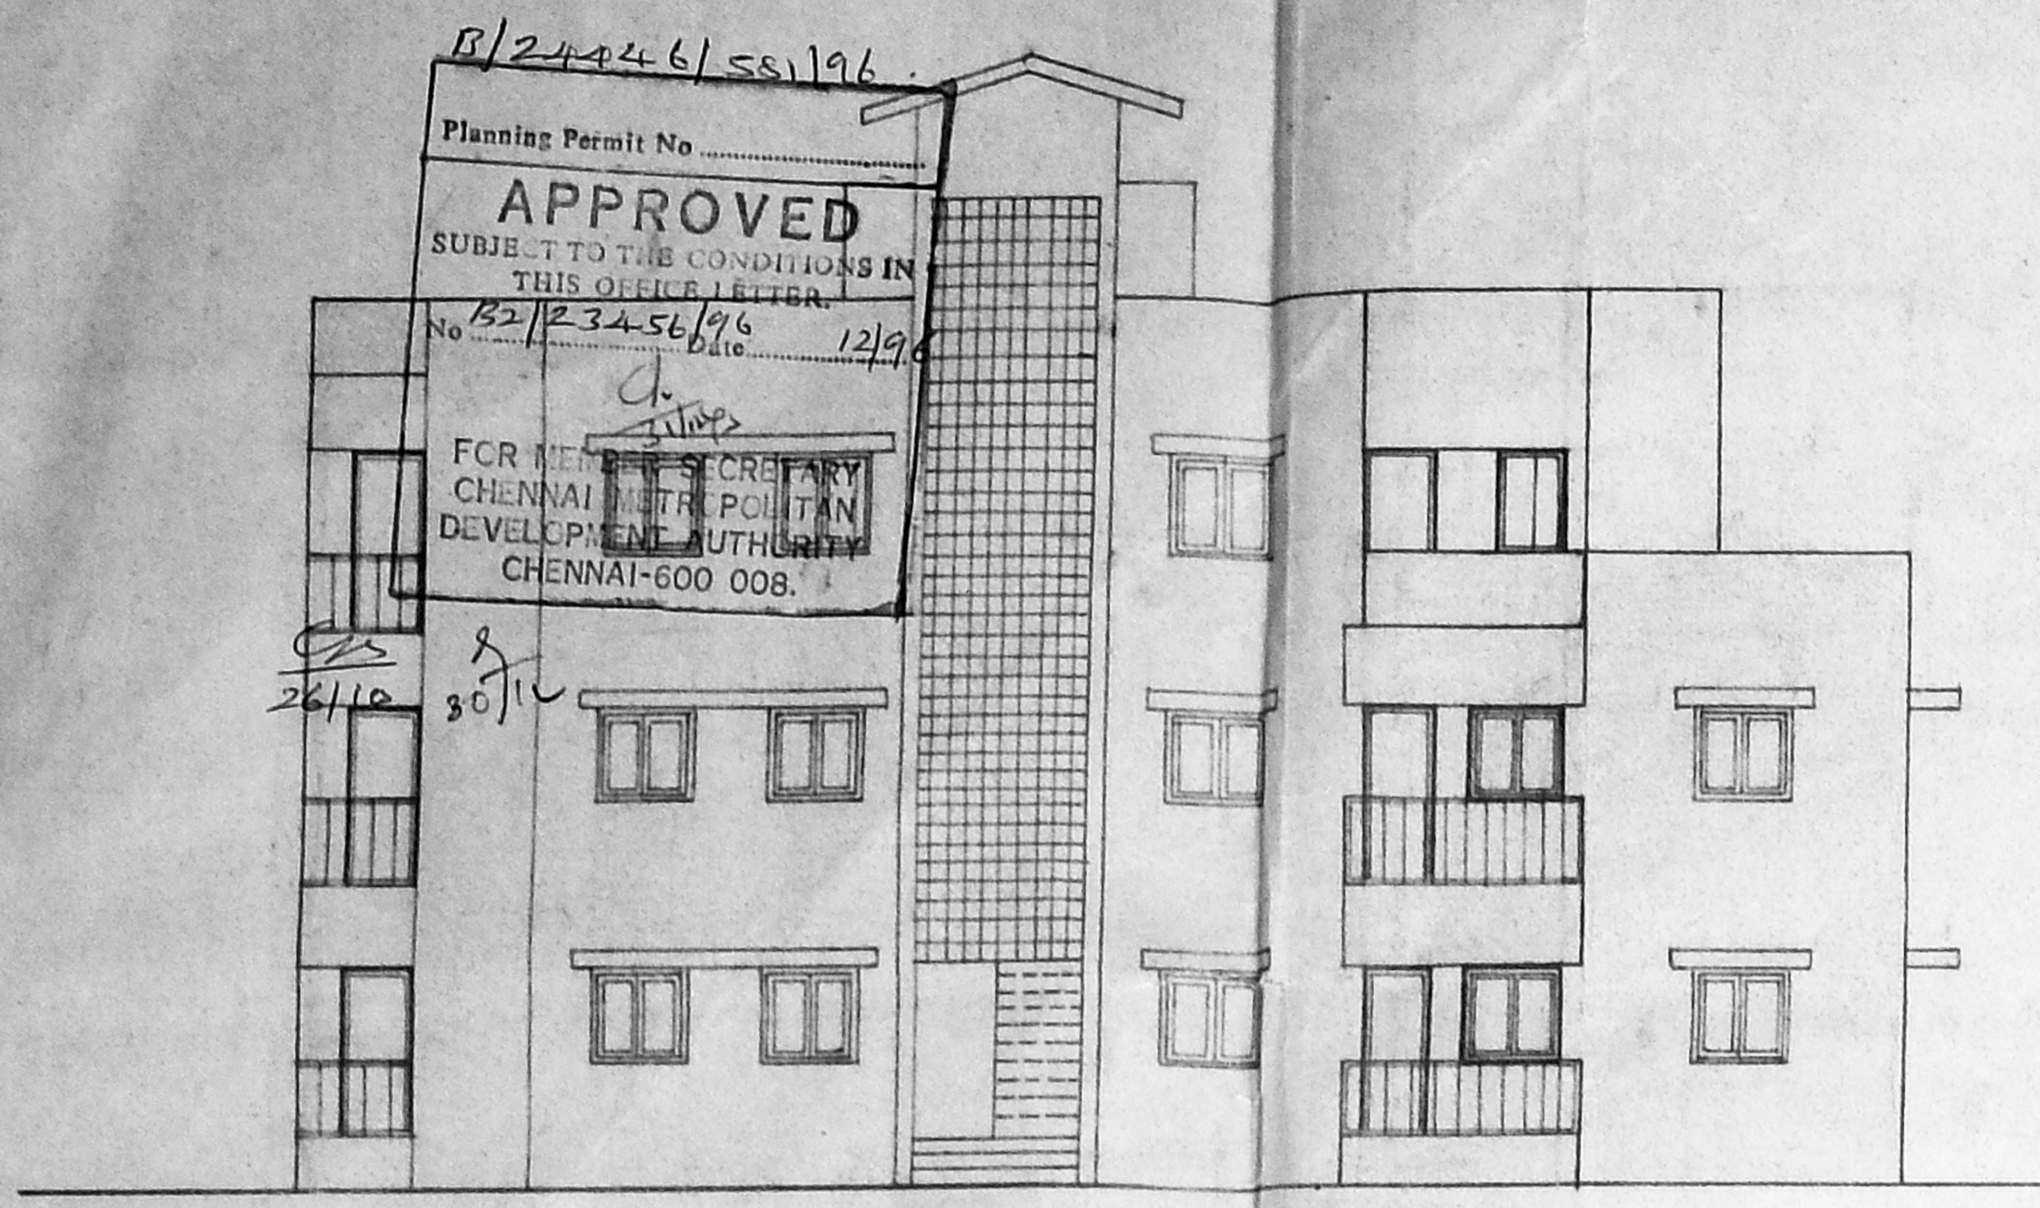 B/24446/581/96.
Planning Permit No
APPROVED
SUBJECT TO THE CONDITIONS IN
THIS OFFICE LETTER.
No B2/23456/96 Date 12/96
FOR MEMBER SECRETARY
CHENNAI METROPOLITAN
DEVELOPMENT AUTHORITY
CHENNAI-600 008.
26/10
30/12